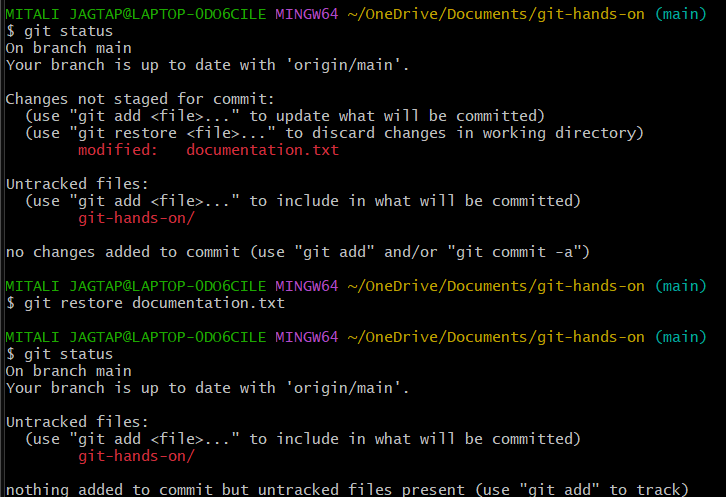 MITALI JAGTAP@LAPTOP-ODO6CILE MINGW64 ~/OneDrive/Documents/git-hands-on (main)
$ git status
On branch main
Your branch is up to date with 'origin/main'.

Changes not staged for commit:
  (use "git add <file>..." to update what will be committed)
  (use "git restore <file>..." to discard changes in working directory)
        modified:   documentation.txt

Untracked files:
  (use "git add <file>..." to include in what will be committed)
        git-hands-on/

no changes added to commit (use "git add" and/or "git commit -a")

MITALI JAGTAP@LAPTOP-ODO6CILE MINGW64 ~/OneDrive/Documents/git-hands-on (main)
$ git restore documentation.txt

MITALI JAGTAP@LAPTOP-ODO6CILE MINGW64 ~/OneDrive/Documents/git-hands-on (main)
$ git status
On branch main
Your branch is up to date with 'origin/main'.

Untracked files:
  (use "git add <file>..." to include in what will be committed)
        git-hands-on/

nothing added to commit but untracked files present (use "git add" to track)